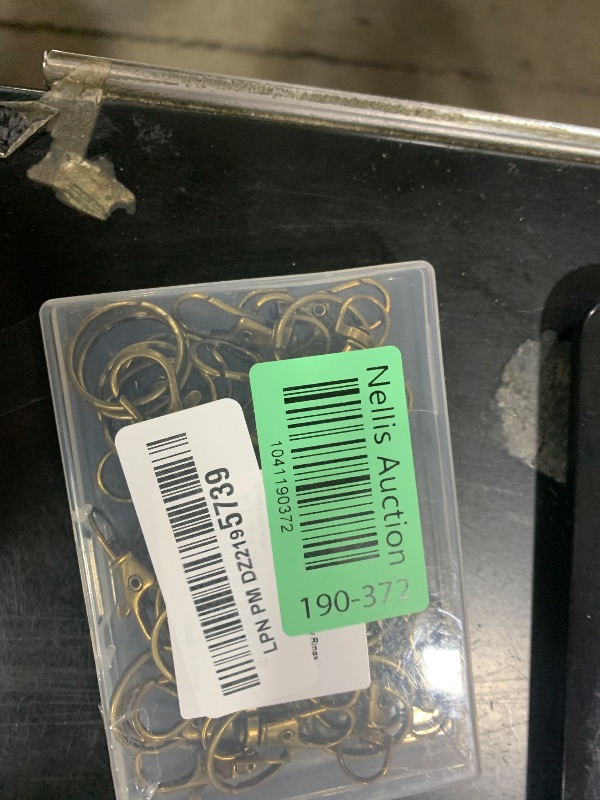 Nellis Auction
1041190372
190-372
LPN PM DZ2195739
Rings